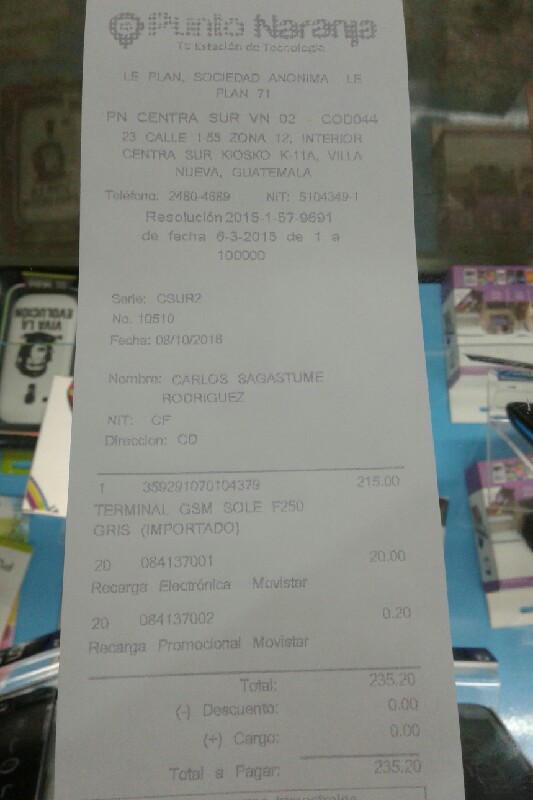 Punto Naranja
Tu Estación de Tecnología
LE PLAN, SOCIEDAD ANONIMA LE
PLAN 71
PN CENTRA SUR VN 02 - COD044
23 CALLE 1-55 ZONA 12, INTERIOR
CENTRA SUR KIOSKO K-11A, VILLA
NUEVA, GUATEMALA
Teléfono: 2480-4689 NIT: 5104349-1
Resolución 2015-1-57-9691
de fecha 6-3-2015 de 1 a
100000
Serie: CSUR2
No. 10510
Fecha: 08/10/2016
Nombre: CARLOS SAGASTUME
RODRIGUEZ
NIT: CF
Direccion: CD
1 359291070104379 215.00
TERMINAL GSM SOLE F250
GRIS (IMPORTADO)
20 084137001 20.00
Recarga Electrónica Movistar
20 084137002 0.20
Recarga Promocional Movistar
Total: 235.20
(-) Descuento: 0.00
(+) Cargo: 0.00
Total a Pagar: 235.20
VIVA LA
EVOLUCION